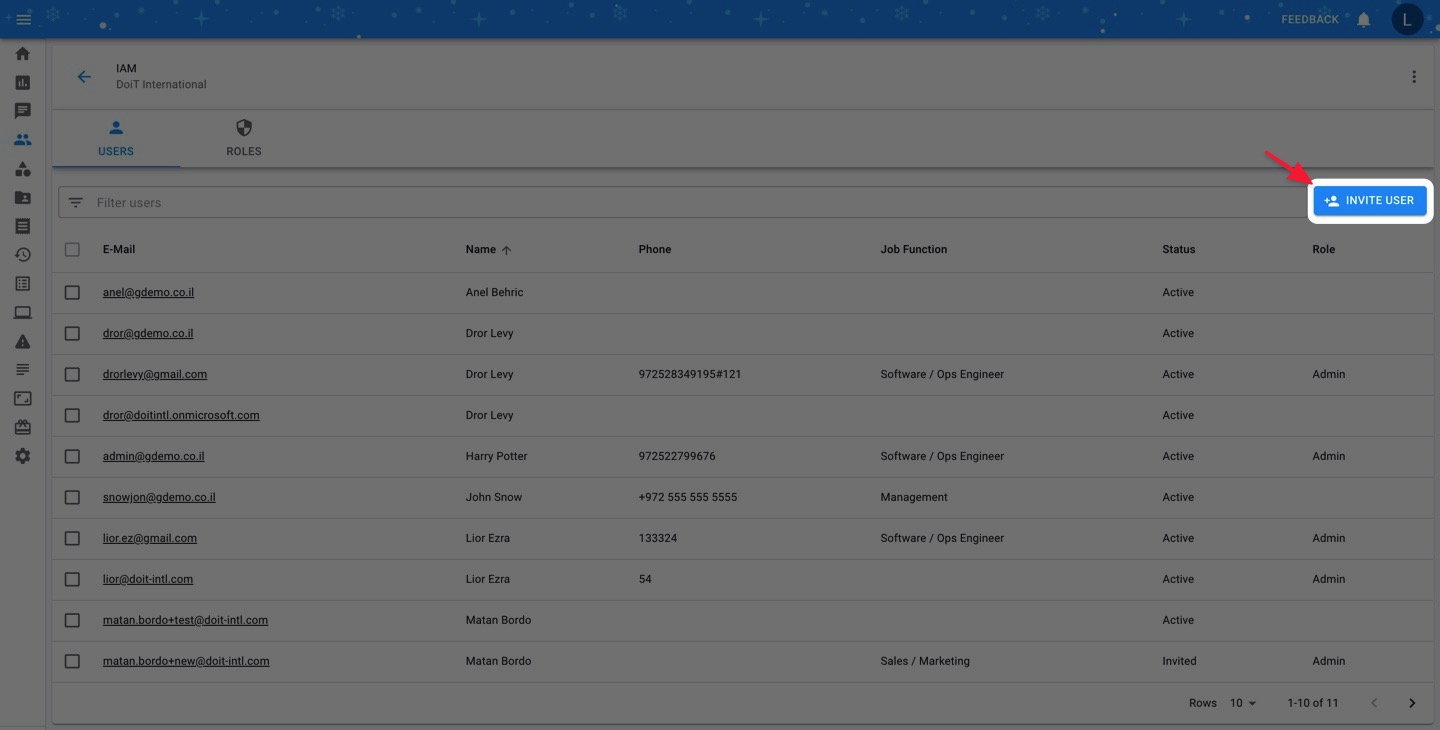 FEEDBACK L
IAM
DoiT International
USERS ROLES
Filter users INVITE USER
E-Mail Name Phone Job Function Status Role
anel@gdemo.co.il Anel Behric Active
dror@gdemo.co.il Dror Levy Active
drorlevy@gmail.com Dror Levy 972528349195#121 Software / Ops Engineer Active Admin
dror@doitintl.onmicrosoft.com Dror Levy Active
admin@gdemo.co.il Harry Potter 972522799676 Software / Ops Engineer Active Admin
snowjon@gdemo.co.il John Snow +972 555 555 5555 Management Active
lior.ez@gmail.com Lior Ezra 133324 Software / Ops Engineer Active Admin
lior@doit-intl.com Lior Ezra 54 Active Admin
matan.bordo+test@doit-intl.com Matan Bordo Active
matan.bordo+new@doit-intl.com Matan Bordo Sales / Marketing Invited Admin
Rows 10 1-10 of 11